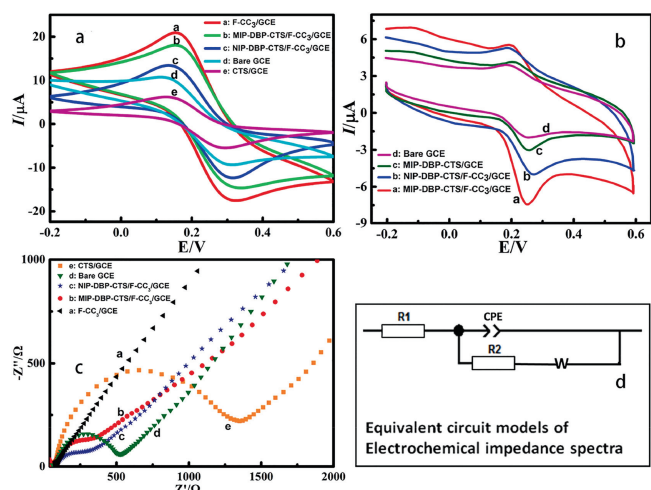 a
a: F-CC₃/GCE
b: MIP-DBP-CTS/F-CC₃/GCE
c: NIP-DBP-CTS/F-CC₃/GCE
d: Bare GCE
e: CTS/GCE
a
b
c
d
e
I/μA
20
10
0
-10
-20
-0.2
0.0
0.2
0.4
0.6
E/V
b
I/μA
6
3
0
-3
-6
-9
d: Bare GCE
c: MIP-DBP-CTS/GCE
b: NIP-DBP-CTS/F-CC₃/GCE
a: MIP-DBP-CTS/F-CC₃/GCE
d
c
b
a
-0.2
0.0
0.2
0.4
0.6
E/V
-Z''/Ω
-1000
-500
0
e: CTS/GCE
d: Bare GCE
c: NIP-DBP-CTS/F-CC₃/GCE
b: MIP-DBP-CTS/F-CC₃/GCE
a: F-CC₃/GCE
a
c
b
c
d
e
0
500
1000
1500
2000
Z'/Ω
R1
CPE
R2
W
d
Equivalent circuit models of
Electrochemical impedance spectra